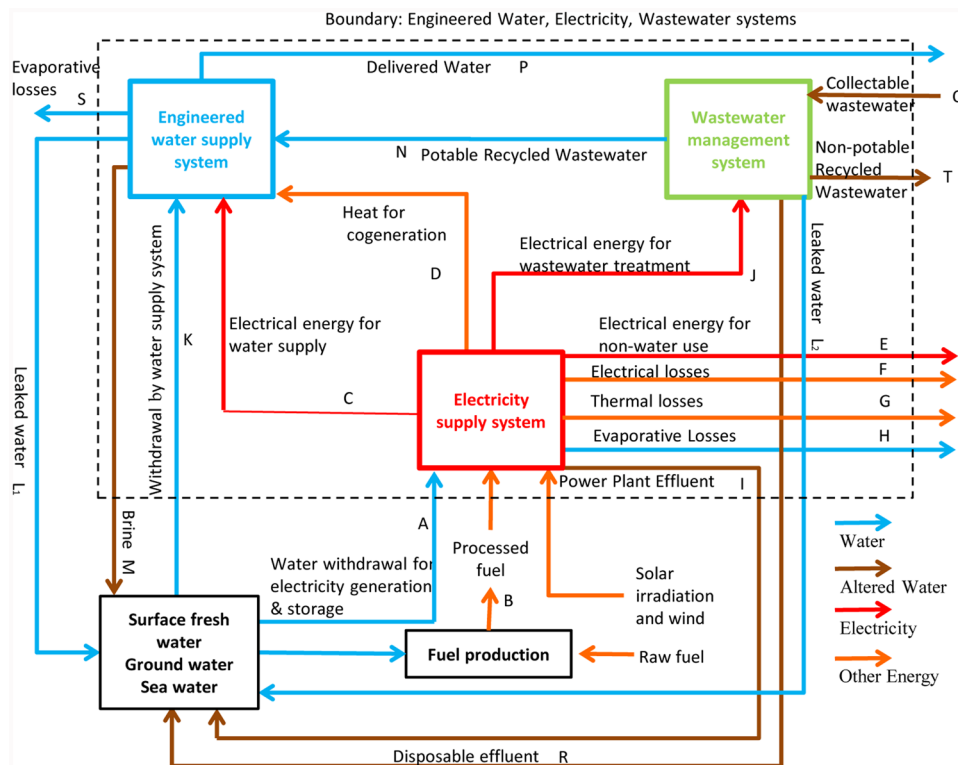 Boundary: Engineered Water, Electricity, Wastewater systems
Evaporative
losses
S
Delivered Water P
Engineered
water supply
system
Wastewater
management
system
Collectable
wastewater
N Potable Recycled Wastewater
Non-potable
Recycled
Wastewater
T
Heat for
cogeneration
D
Electrical energy for
wastewater treatment
J
Leaked water L₂
Withdrawal by water supply system
K
Electrical energy for
water supply
C
Electricity
supply system
Electrical energy for
non-water use
E
Electrical losses
F
Thermal losses
G
Evaporative Losses
H
Power Plant Effluent
I
Leaked water L₁
Brine M
A
Water withdrawal for
electricity generation
& storage
Processed
fuel
B
Solar
irradiation
and wind
Surface fresh
water
Ground water
Sea water
Fuel production
Raw fuel
Disposable effluent R
Water
Altered Water
Electricity
Other Energy